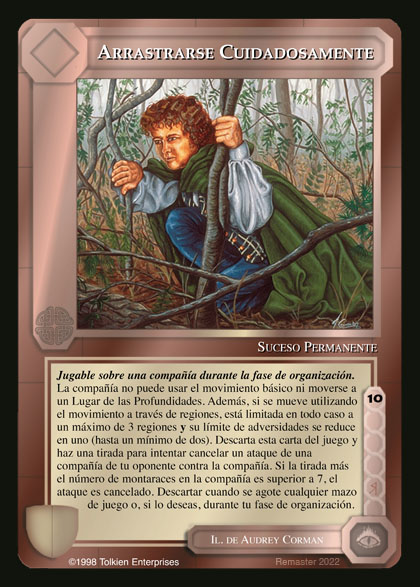 Arrastrarse Cuidadosamente
Suceso Permanente
Jugable sobre una compañía durante la fase de organización.
La compañía no puede usar el movimiento básico ni moverse a
un Lugar de las Profundidades. Además, si se mueve utilizando
el movimiento a través de regiones, está limitada en todo caso a
un máximo de 3 regiones y su límite de adversidades se reduce
en uno (hasta un mínimo de dos). Descarta esta carta del juego y
haz una tirada para intentar cancelar un ataque de una
compañía de tu oponente contra la compañía. Si la tirada más
el número de montaraces en la compañía es superior a 7, el
ataque es cancelado. Descartar cuando se agote cualquier mazo
de juego o, si lo deseas, durante tu fase de organización.
10
Il. de Audrey Corman
©1998 Tolkien Enterprises
Remaster 2022